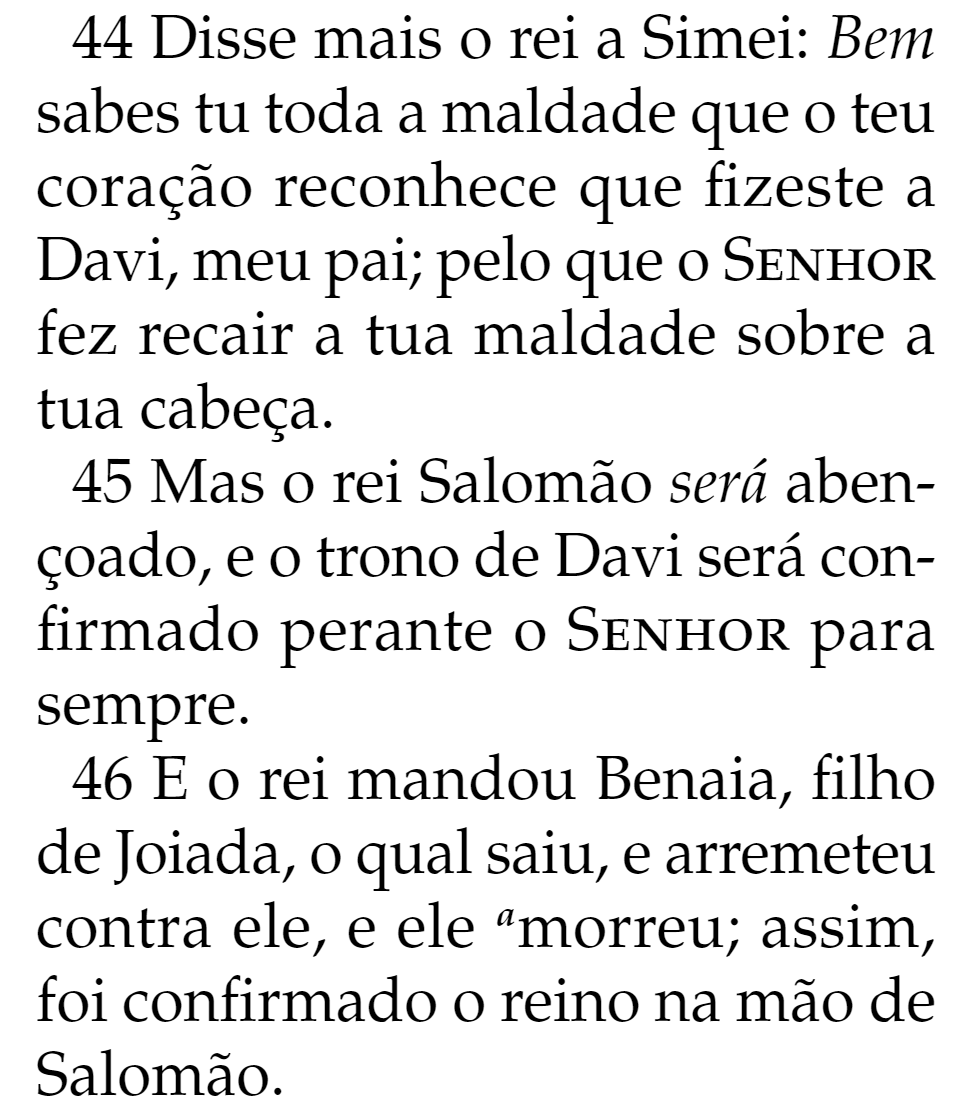 44 Disse mais o rei a Simei: Bem
sabes tu toda a maldade que o teu
coração reconhece que fizeste a
Davi, meu pai; pelo que o SENHOR
fez recair a tua maldade sobre a
tua cabeça.
45 Mas o rei Salomão será aben-
çoado, e o trono de Davi será con-
firmado perante o SENHOR para
sempre.
46 E o rei mandou Benaia, filho
de Joiada, o qual saiu, e arremeteu
contra ele, e ele ᵃmorreu; assim,
foi confirmado o reino na mão de
Salomão.